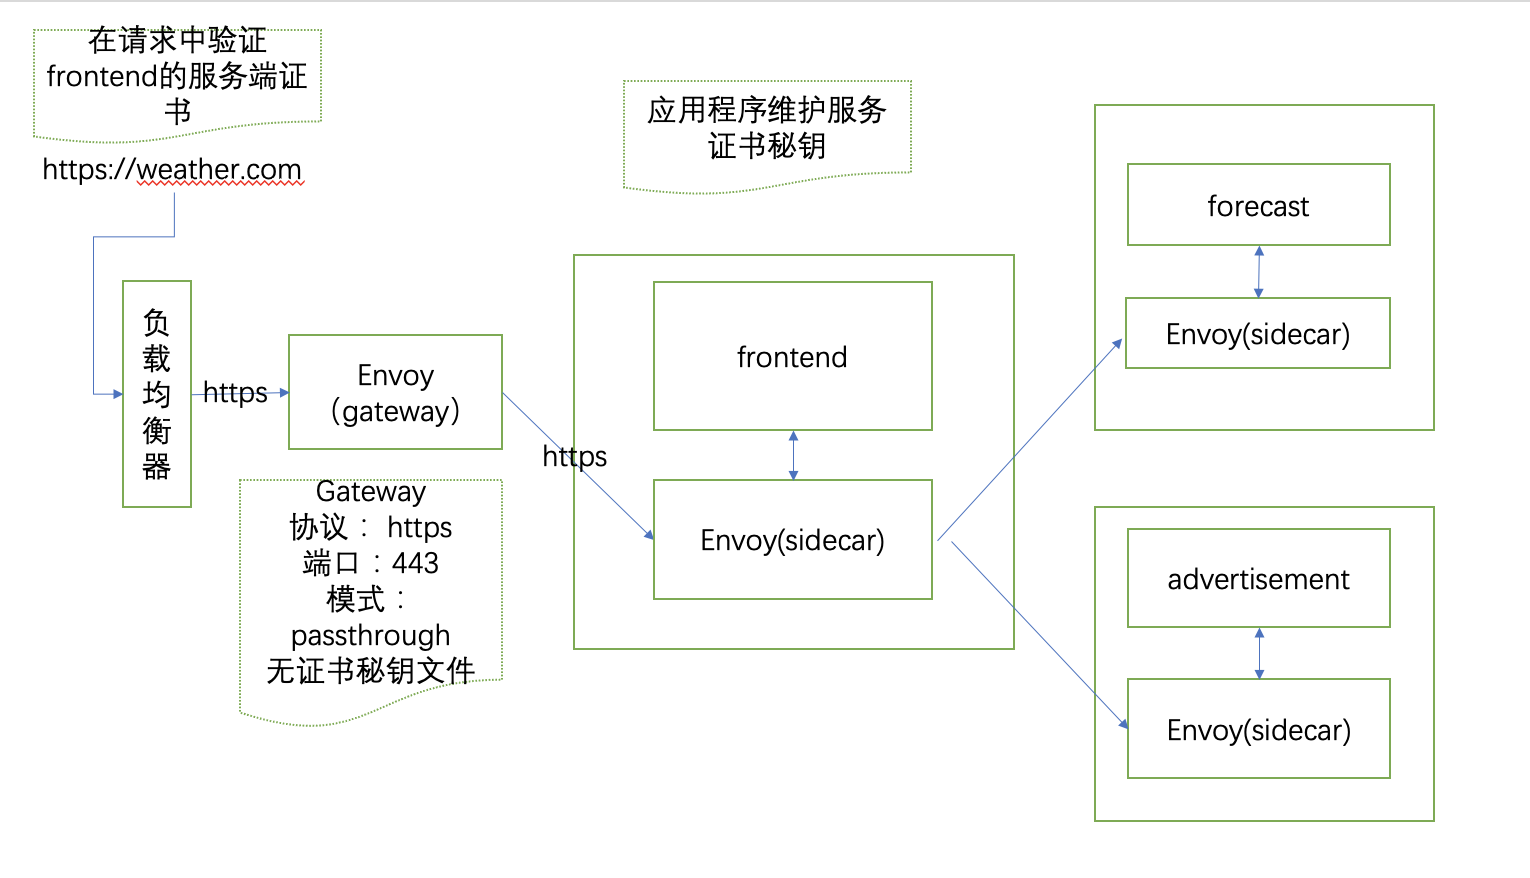 在请求中验证
frontend的服务端证
书
https://weather.com
应用程序维护服务
证书秘钥
负
载
均
衡
器
https
Envoy
（gateway）
https
Gateway
协议： https
端口：443
模式：
passthrough
无证书秘钥文件
frontend
Envoy(sidecar)
forecast
Envoy(sidecar)
advertisement
Envoy(sidecar)